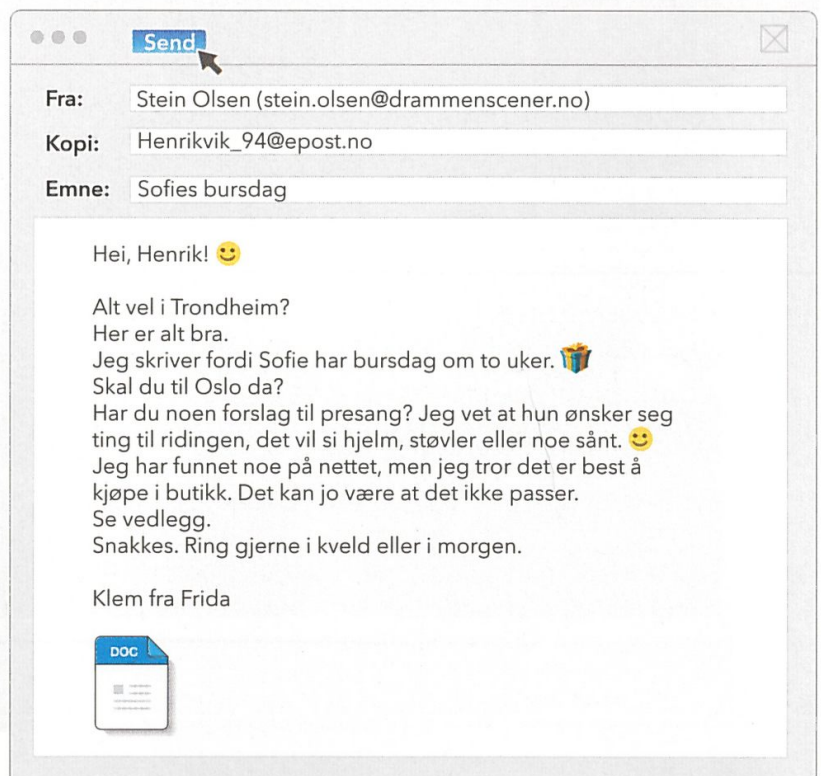 Send
Fra: Stein Olsen (stein.olsen@drammenscener.no)
Kopi: Henrikvik_94@epost.no
Emne: Sofies bursdag
Hei, Henrik! 🙂
Alt vel i Trondheim?
Her er alt bra.
Jeg skriver fordi Sofie har bursdag om to uker. 🎁
Skal du til Oslo da?
Har du noen forslag til presang? Jeg vet at hun ønsker seg
ting til ridingen, det vil si hjelm, støvler eller noe sånt. 🙂
Jeg har funnet noe på nettet, men jeg tror det er best å
kjøpe i butikk. Det kan jo være at det ikke passer.
Se vedlegg.
Snakkes. Ring gjerne i kveld eller i morgen.
Klem fra Frida
DOC